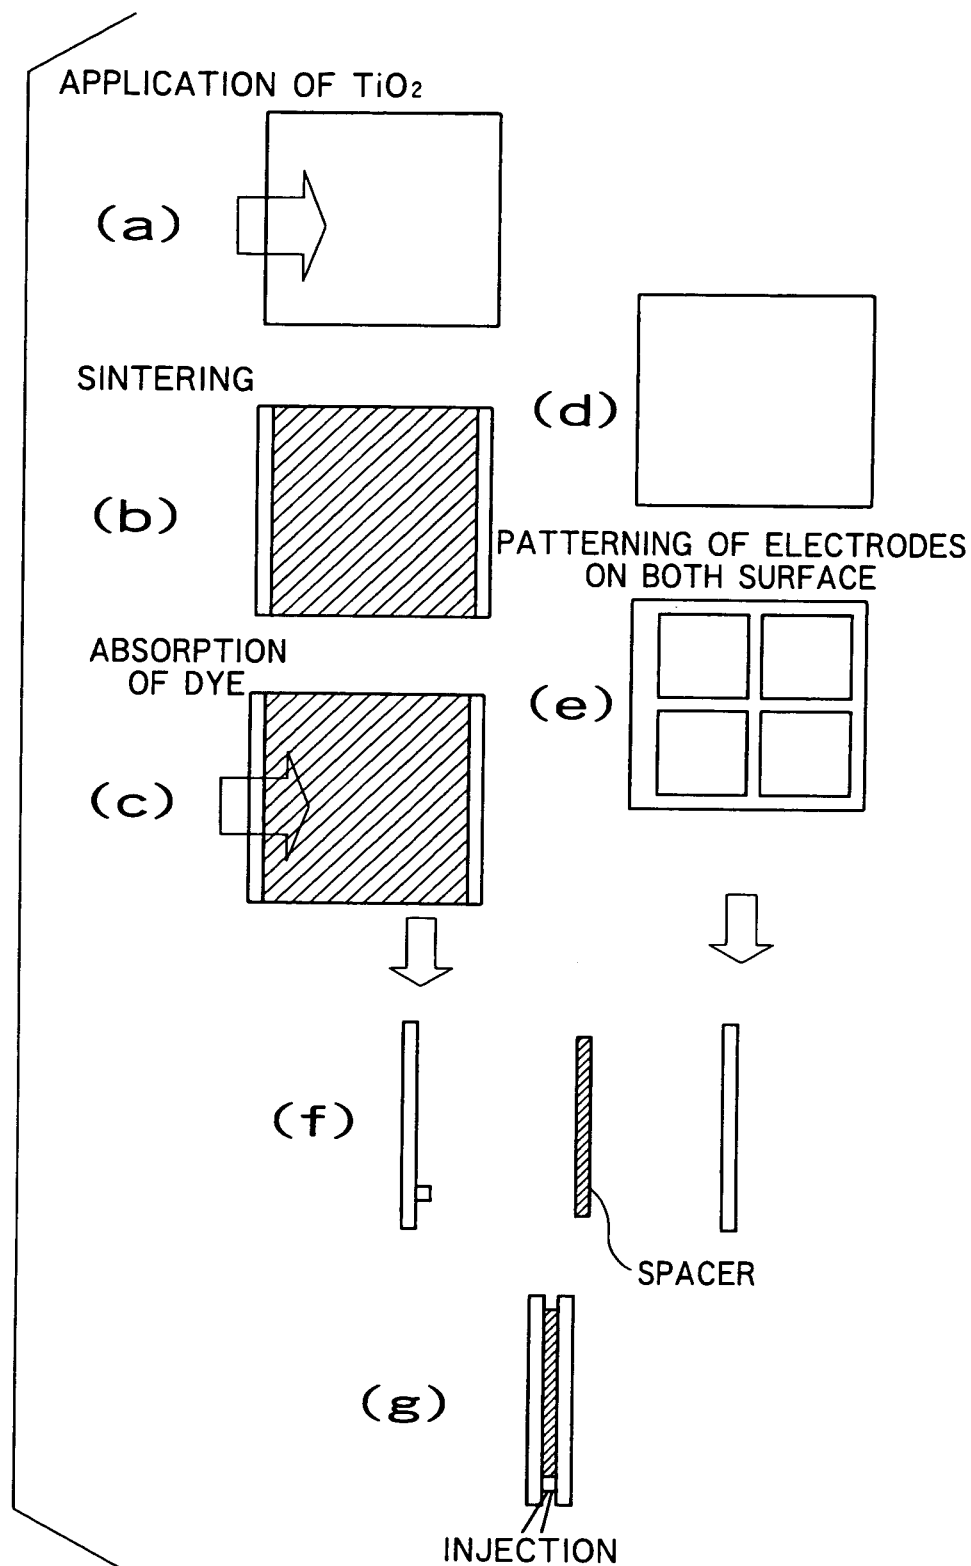 APPLICATION OF TiO₂
(a)
SINTERING
(b)
ABSORPTION
OF DYE
(c)
(d)
PATTERNING OF ELECTRODES
ON BOTH SURFACE
(e)
(f)
SPACER
(g)
INJECTION